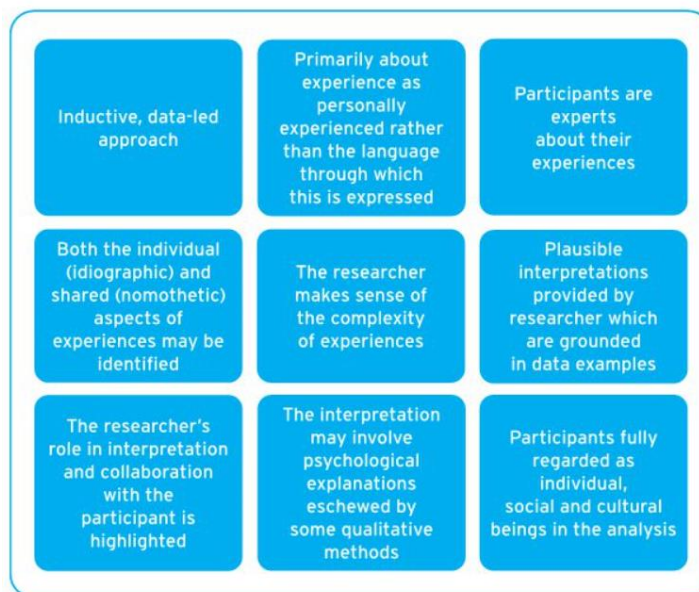 Inductive, data-led
approach
Primarily about
experience as
personally
experienced rather
than the language
through which
this is expressed
Participants are
experts
about their
experiences
Both the individual
(idiographic) and
shared (nomothetic)
aspects of
experiences may be
identified
The researcher
makes sense of
the complexity
of experiences
Plausible
interpretations
provided by
researcher which
are grounded
in data examples
The researcher's
role in interpretation
and collaboration
with the
participant is
highlighted
The interpretation
may involve
psychological
explanations
eschewed by
some qualitative
methods
Participants fully
regarded as
individual,
social and cultural
beings in the analysis